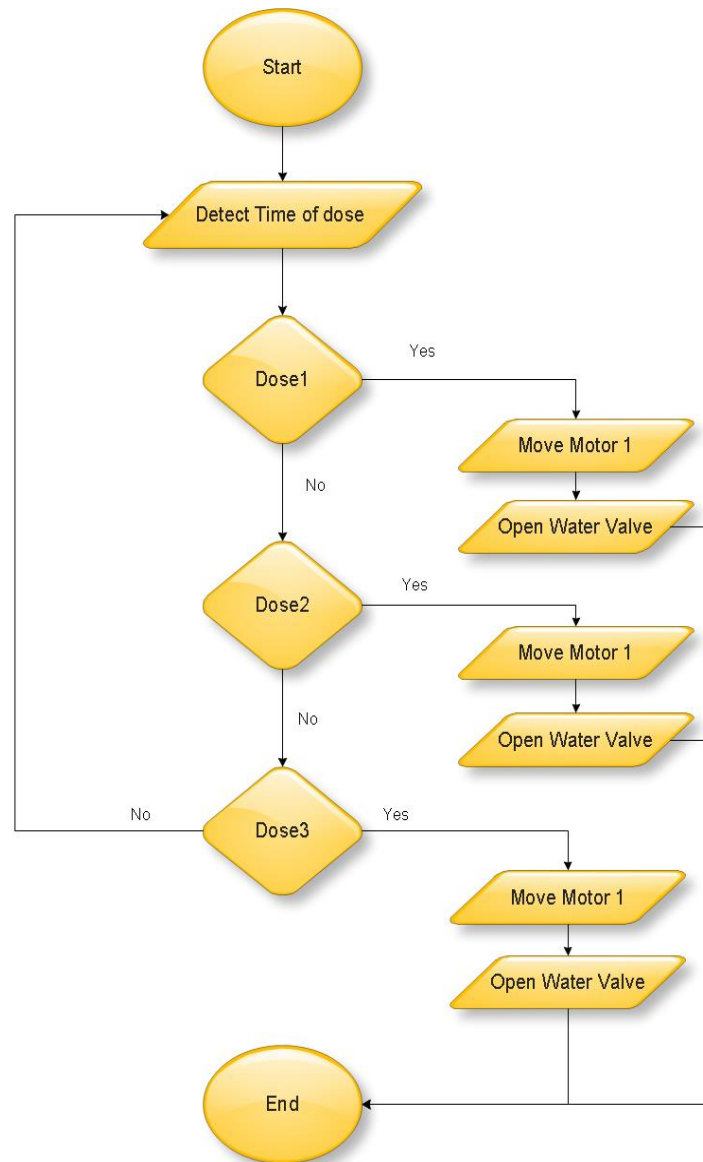 Start
Detect Time of dose
Dose1
Yes
Move Motor 1
Open Water Valve
No
Dose2
Yes
Move Motor 1
Open Water Valve
No
Dose3
No
Yes
Move Motor 1
Open Water Valve
End